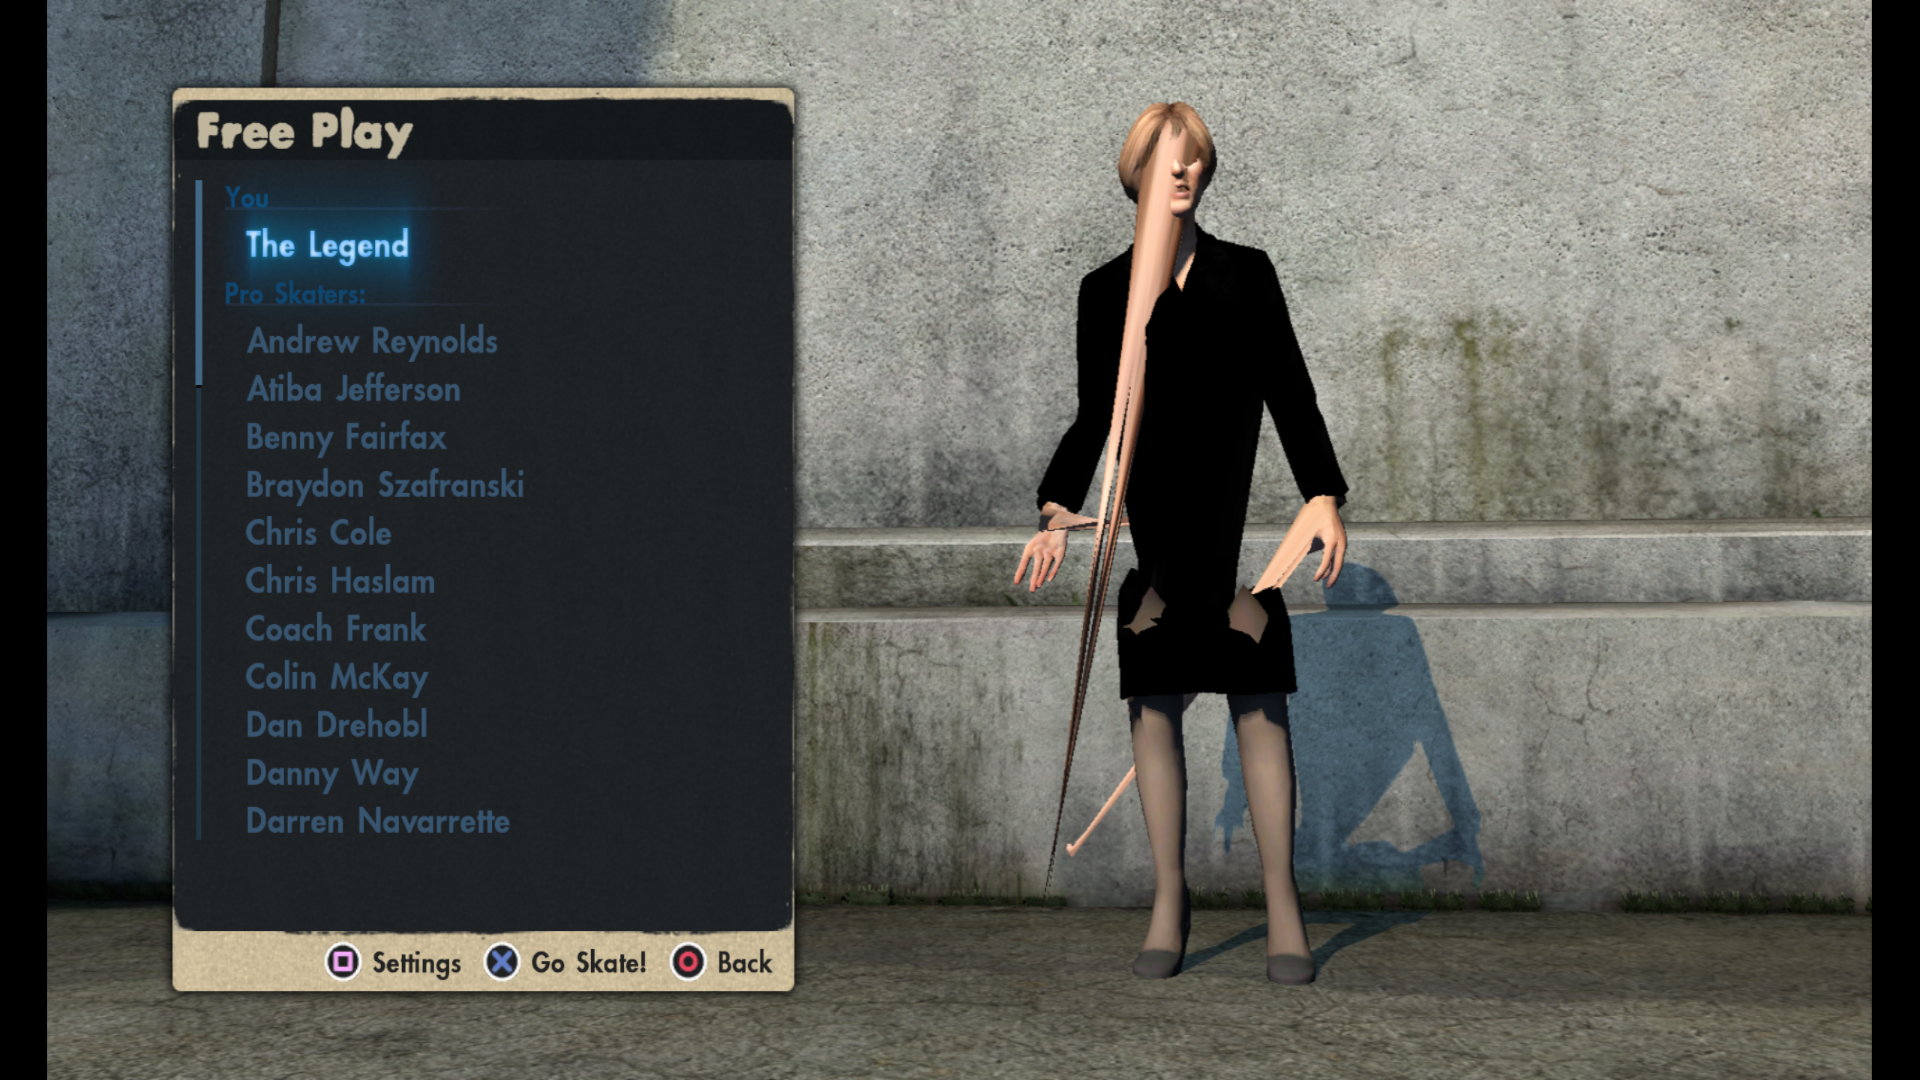 Free Play
You
The Legend
Pro Skaters:
Andrew Reynolds
Atiba Jefferson
Benny Fairfax
Braydon Szafranski
Chris Cole
Chris Haslam
Coach Frank
Colin McKay
Dan Drehobl
Danny Way
Darren Navarrette
Settings Go Skate! Back